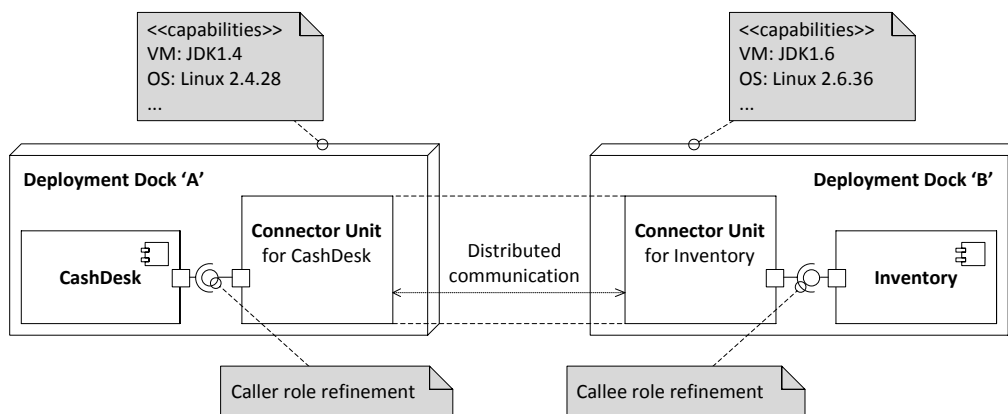 <<capabilities>>
VM: JDK1.4
OS: Linux 2.4.28
...
<<capabilities>>
VM: JDK1.6
OS: Linux 2.6.36
...
Deployment Dock ‘A’
Deployment Dock ‘B’
Connector Unit
for CashDesk
CashDesk
Distributed
communication
Connector Unit
for Inventory
Inventory
Caller role refinement
Callee role refinement